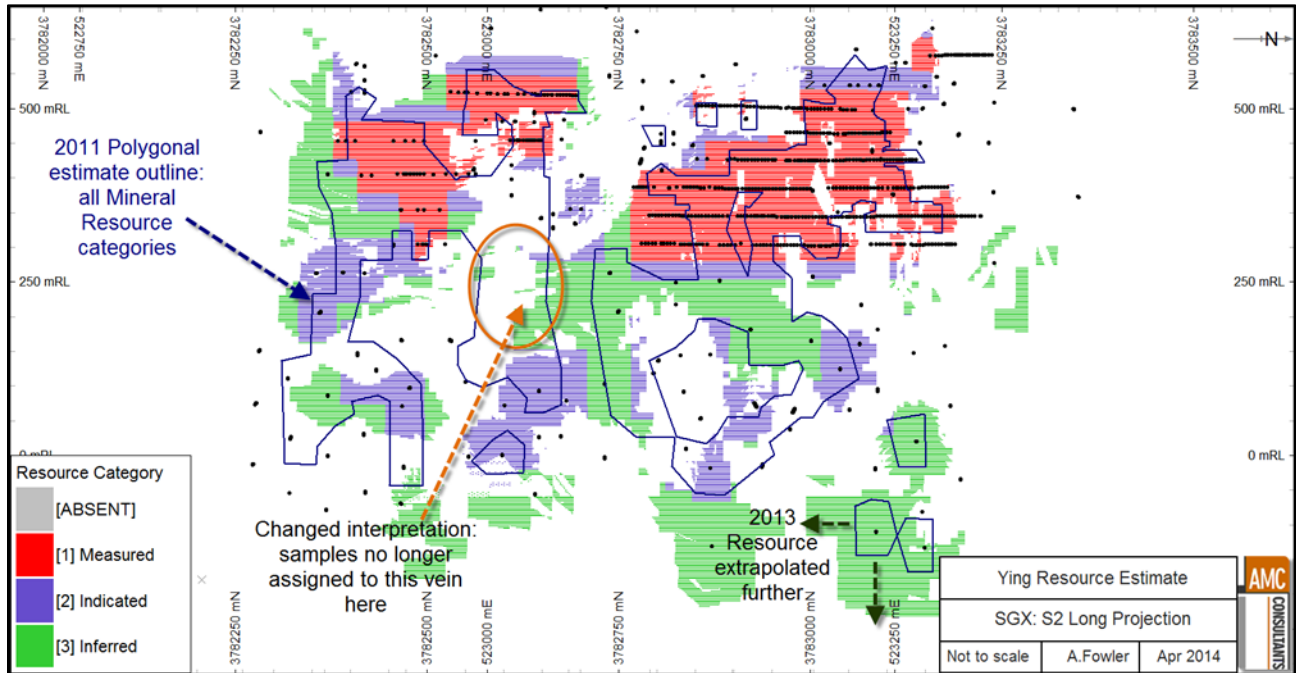 3782000 mN
522750 mE
3782250 mN
3782500 mN
523000 mE
3782750 mN
3783000 mN
523250 mE
3783250 mN
3783500 mN
N
500 mRL
500 mRL
2011 Polygonal
estimate outline:
all Mineral
Resource
categories
250 mRL
250 mRL
0 mRL
0 mRL
Resource Category
[ABSENT]
[1] Measured
[2] Indicated
[3] Inferred
Changed interpretation:
samples no longer
assigned to this vein
here
2013
Resource
extrapolated
further
3782250 mN
3782500 mN
523000 mE
3782750 mN
3783000 mN
523250 mE
Ying Resource Estimate
SGX: S2 Long Projection
Not to scale
A.Fowler
Apr 2014
AMC
CONSULTANTS